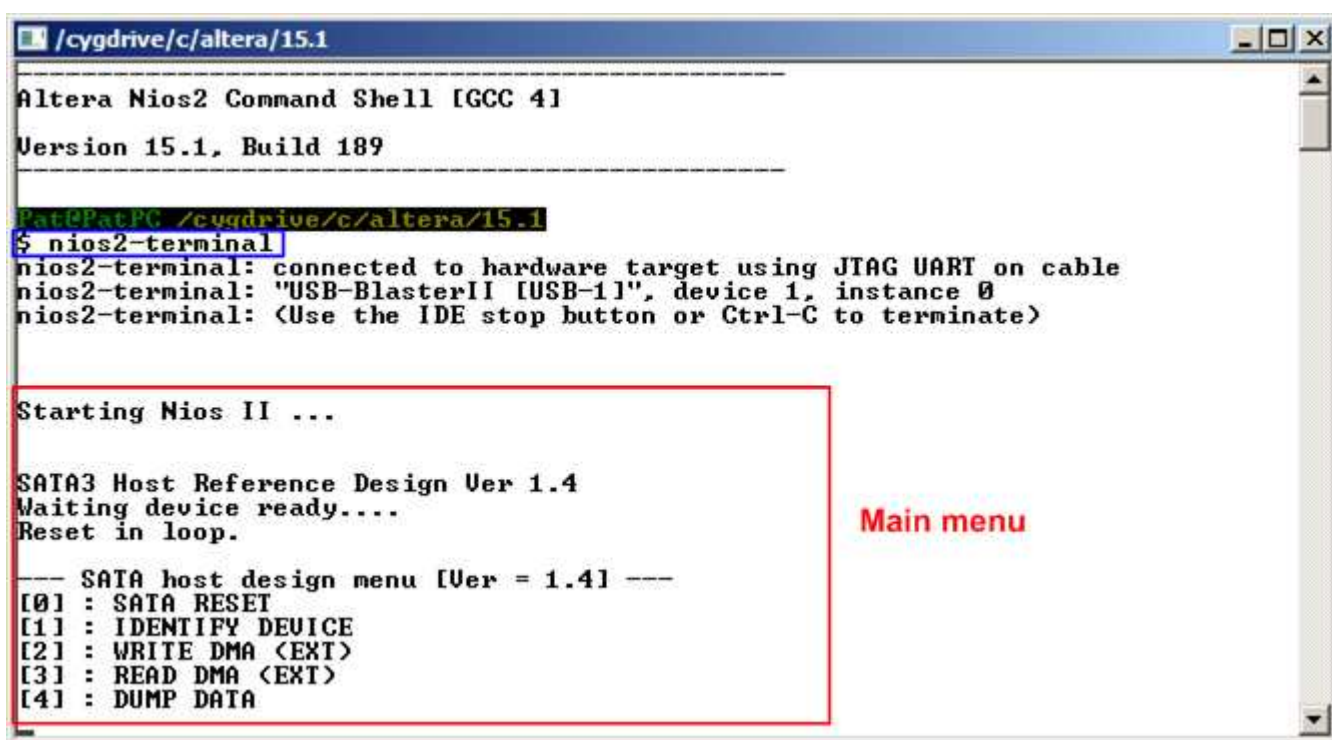 /cygdrive/c/altera/15.1
------------------------------------------------
Altera Nios2 Command Shell [GCC 4]
Version 15.1, Build 189
------------------------------------------------
Pat@PatPC /cygdrive/c/altera/15.1
$ nios2-terminal
nios2-terminal: connected to hardware target using JTAG UART on cable
nios2-terminal: "USB-BlasterII [USB-1]", device 1, instance 0
nios2-terminal: (Use the IDE stop button or Ctrl-C to terminate)
Starting Nios II ...
SATA3 Host Reference Design Ver 1.4
Waiting device ready....
Reset in loop.
Main menu
--- SATA host design menu [Ver = 1.4] ---
[0] : SATA RESET
[1] : IDENTIFY DEVICE
[2] : WRITE DMA (EXT)
[3] : READ DMA (EXT)
[4] : DUMP DATA